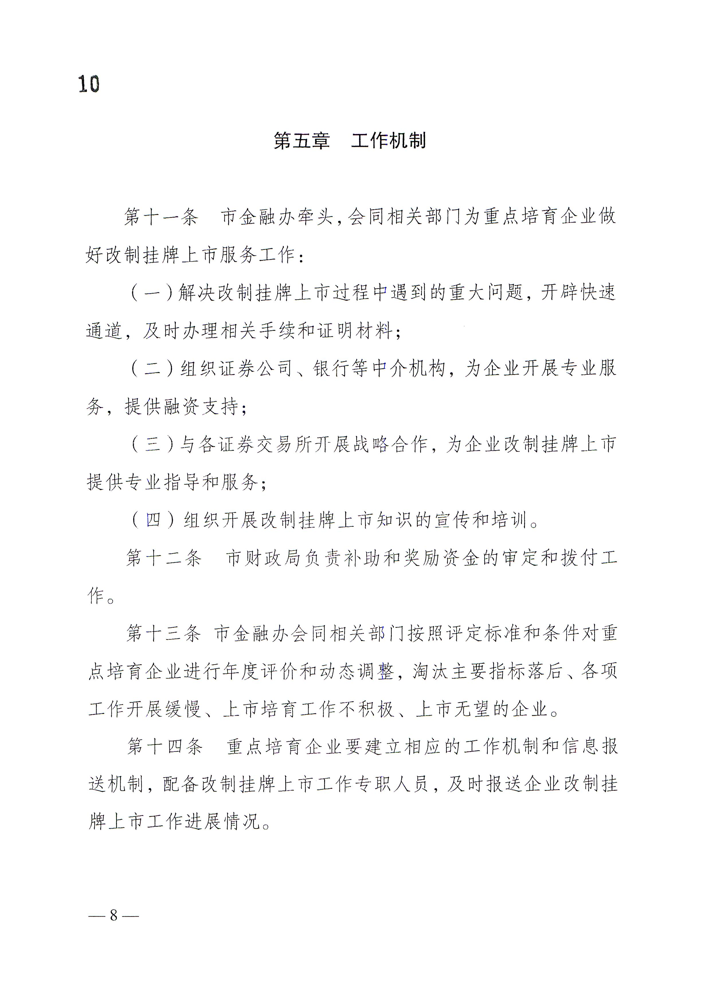 10
第五章　工作机制
第十一条　市金融办牵头,会同相关部门为重点培育企业做
好改制挂牌上市服务工作:
(一)解决改制挂牌上市过程中遇到的重大问题,开辟快速
通道,及时办理相关手续和证明材料;
(二)组织证券公司、银行等中介机构,为企业开展专业服
务,提供融资支持;
(三)与各证券交易所开展战略合作,为企业改制挂牌上市
提供专业指导和服务;
(四)组织开展改制挂牌上市知识的宣传和培训。
第十二条　市财政局负责补助和奖励资金的审定和拨付工
作。
第十三条 市金融办会同相关部门按照评定标准和条件对重
点培育企业进行年度评价和动态调整,淘汰主要指标落后、各项
工作开展缓慢、上市培育工作不积极、上市无望的企业。
第十四条　重点培育企业要建立相应的工作机制和信息报
送机制,配备改制挂牌上市工作专职人员,及时报送企业改制挂
牌上市工作进展情况。
— 8 —